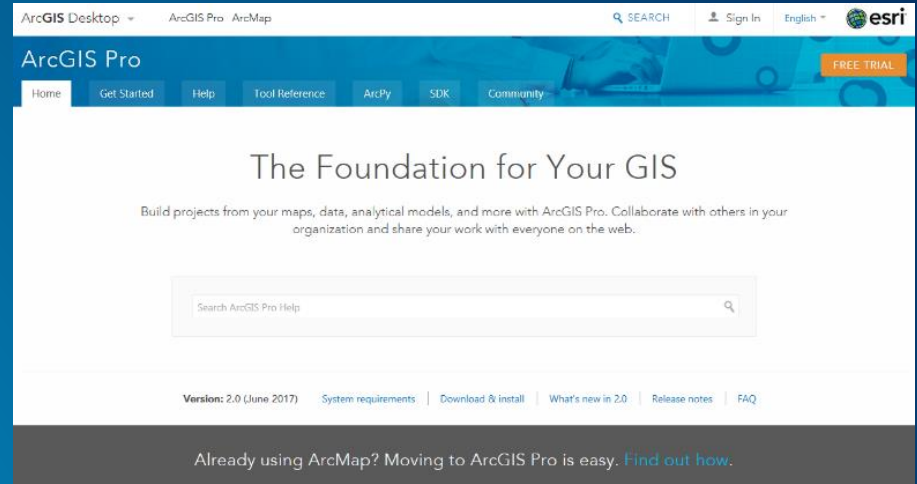 ArcGIS Desktop ArcGIS Pro ArcMap SEARCH Sign In English esri
ArcGIS Pro
FREE TRIAL
Home Get Started Help Tool Reference ArcPy SDK Community
The Foundation for Your GIS
Build projects from your maps, data, analytical models, and more with ArcGIS Pro. Collaborate with others in your
organization and share your work with everyone on the web.
Search ArcGIS Pro Help
Version: 2.0 (June 2017) System requirements Download & install What's new in 2.0 Release notes FAQ
Already using ArcMap? Moving to ArcGIS Pro is easy. Find out how.